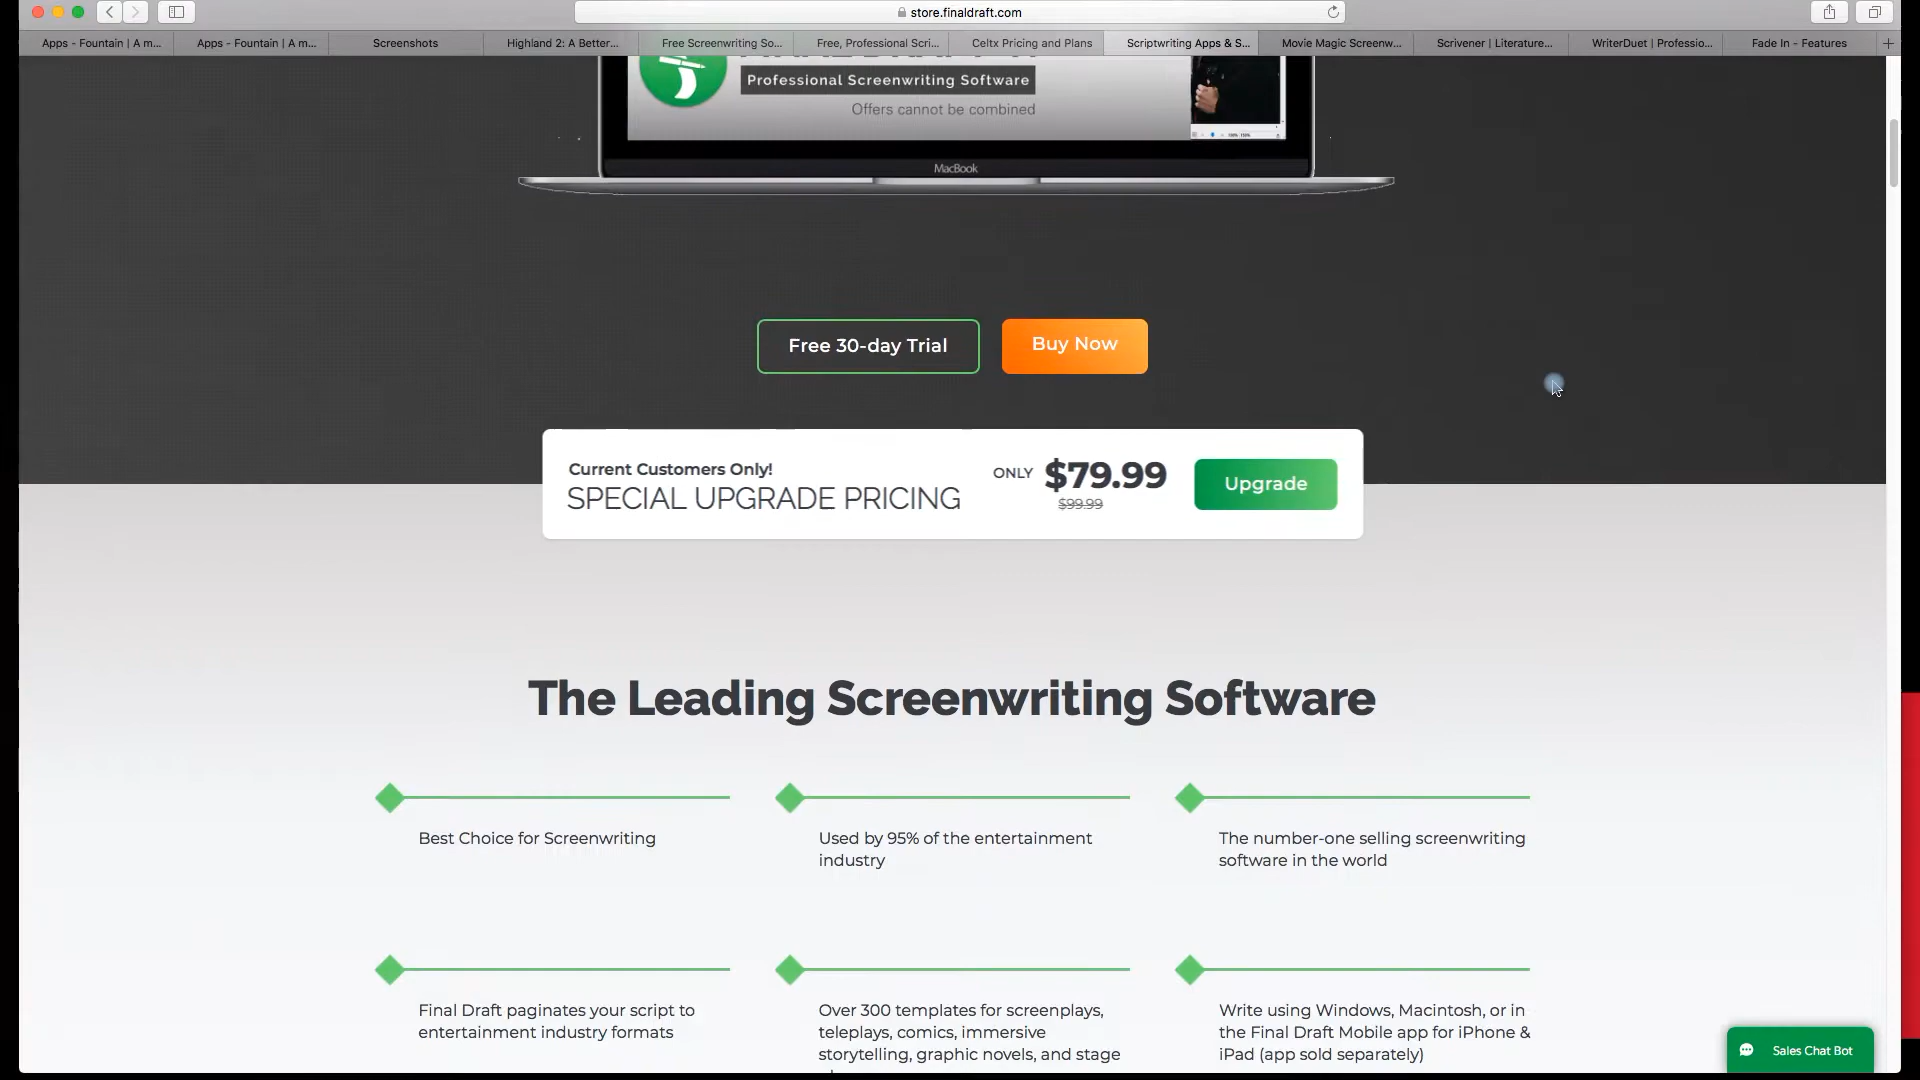 store.finaldraft.com
Apps - Fountain | A m...
Apps - Fountain | A m...
Screenshots
Highland 2: A Better...
Free Screenwriting So...
Free, Professional Scri...
Celtx Pricing and Plans
Scriptwriting Apps & S...
Movie Magic Screenw...
Scrivener | Literature...
WriterDuet | Professio...
Fade In - Features
Professional Screenwriting Software
Offers cannot be combined
MacBook
Free 30-day Trial
Buy Now
Current Customers Only!
SPECIAL UPGRADE PRICING
ONLY $79.99
$99.99
Upgrade
The Leading Screenwriting Software
Best Choice for Screenwriting
Used by 95% of the entertainment
industry
The number-one selling screenwriting
software in the world
Final Draft paginates your script to
entertainment industry formats
Over 300 templates for screenplays,
teleplays, comics, immersive
storytelling, graphic novels, and stage
Write using Windows, Macintosh, or in
the Final Draft Mobile app for iPhone &
iPad (app sold separately)
Sales Chat Bot